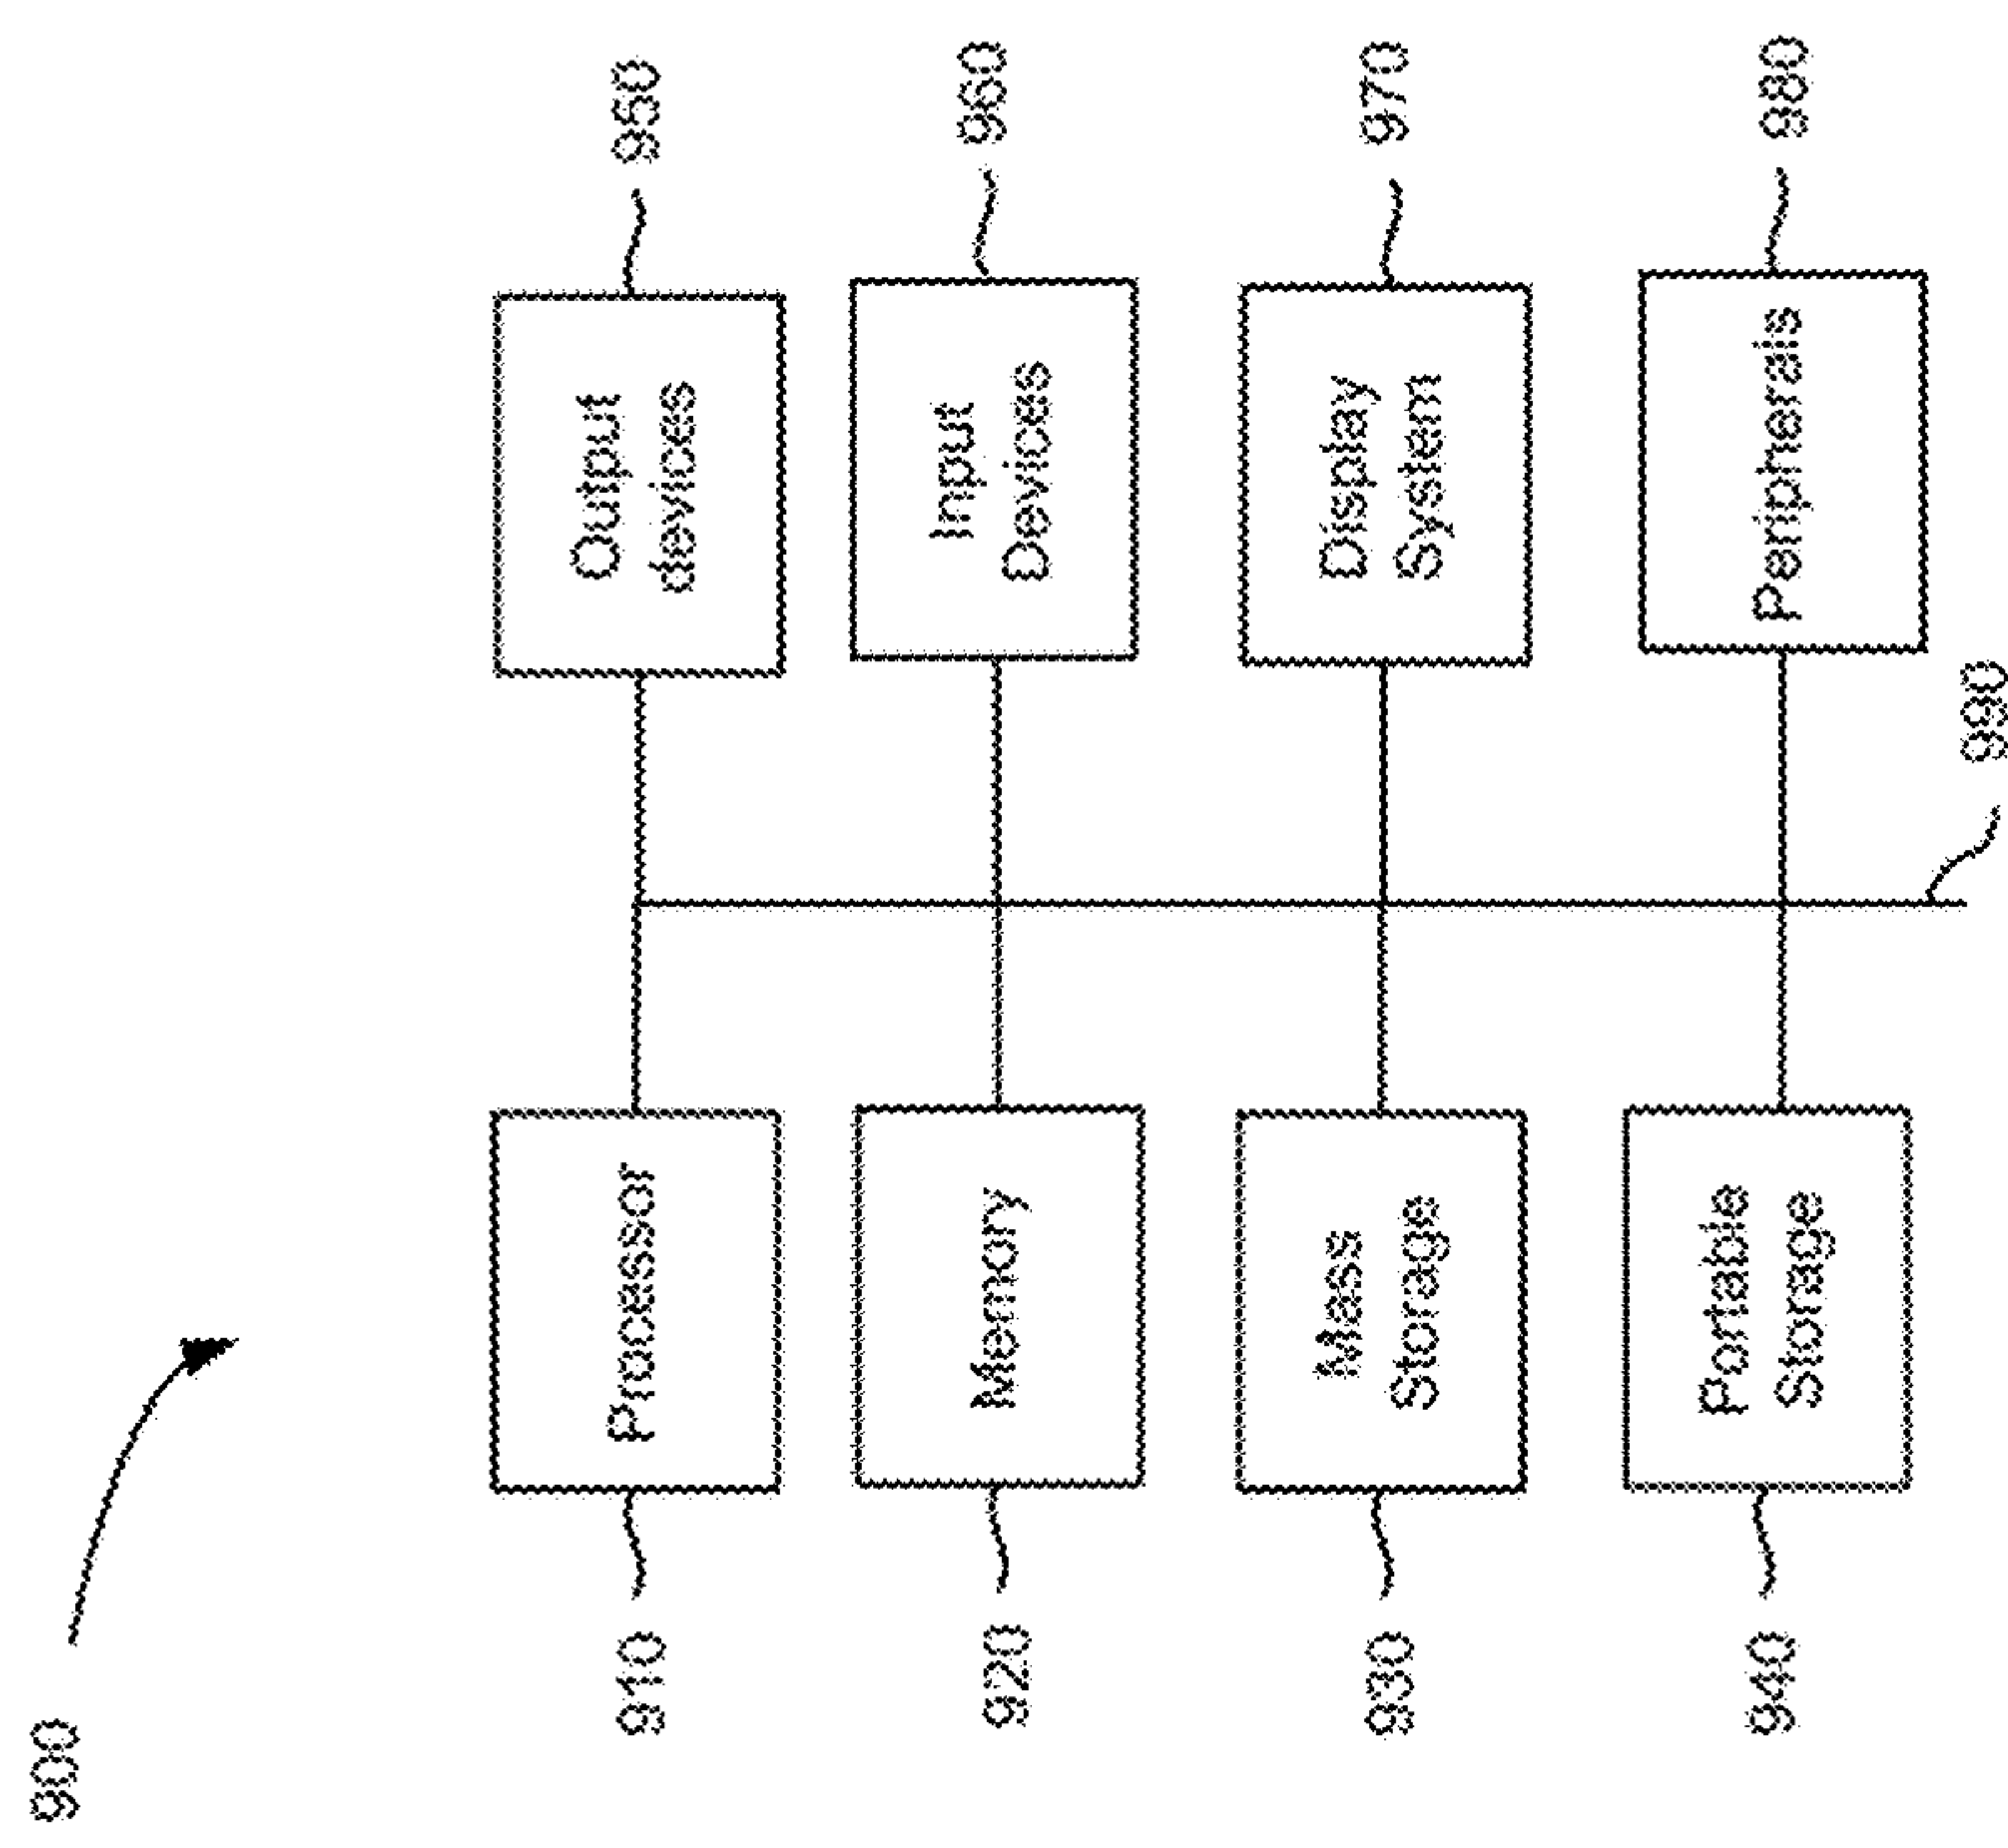 900
910
Processor
Output
devices
950
920
Memory
Input
Devices
960
930
Mass
Storage
Display
System
970
940
Portable
Storage
Peripherals
980
990